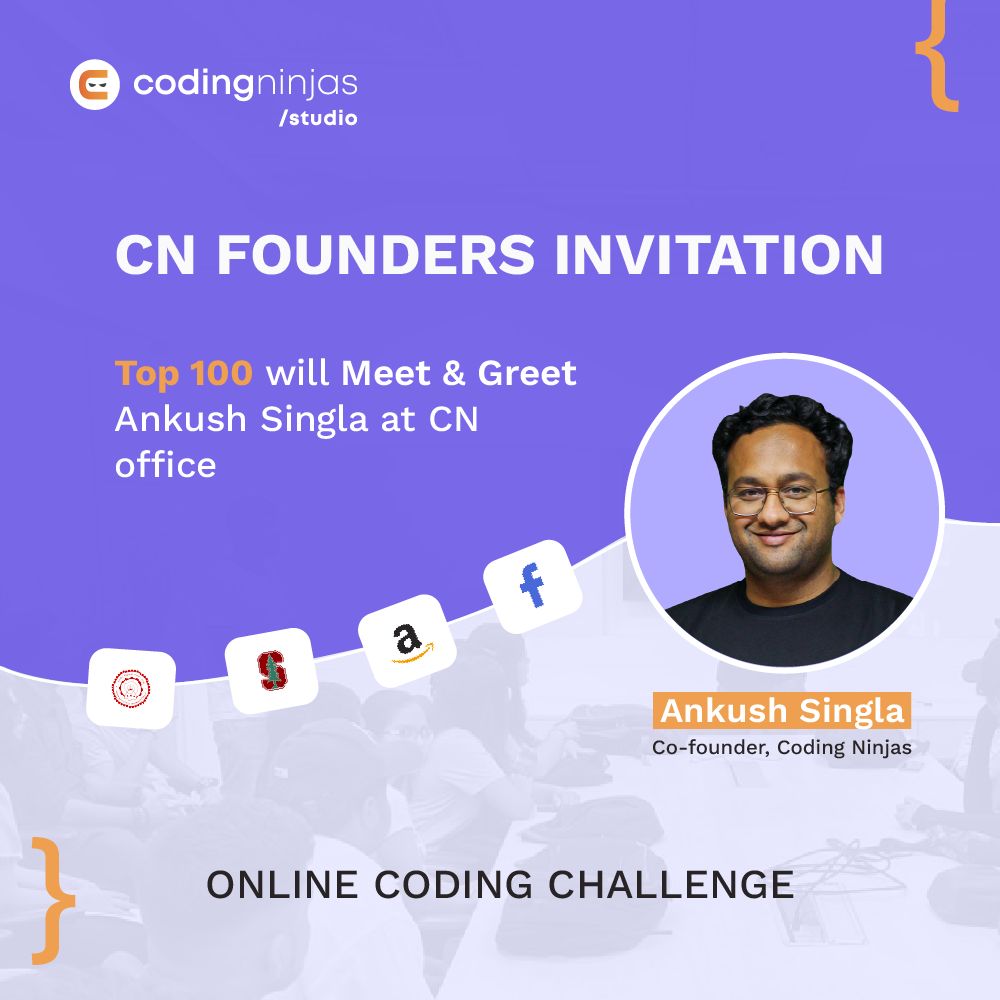 codingninjas
/studio
CN FOUNDERS INVITATION
Top 100 will Meet & Greet
Ankush Singla at CN
office
Ankush Singla
Co-founder, Coding Ninjas
ONLINE CODING CHALLENGE